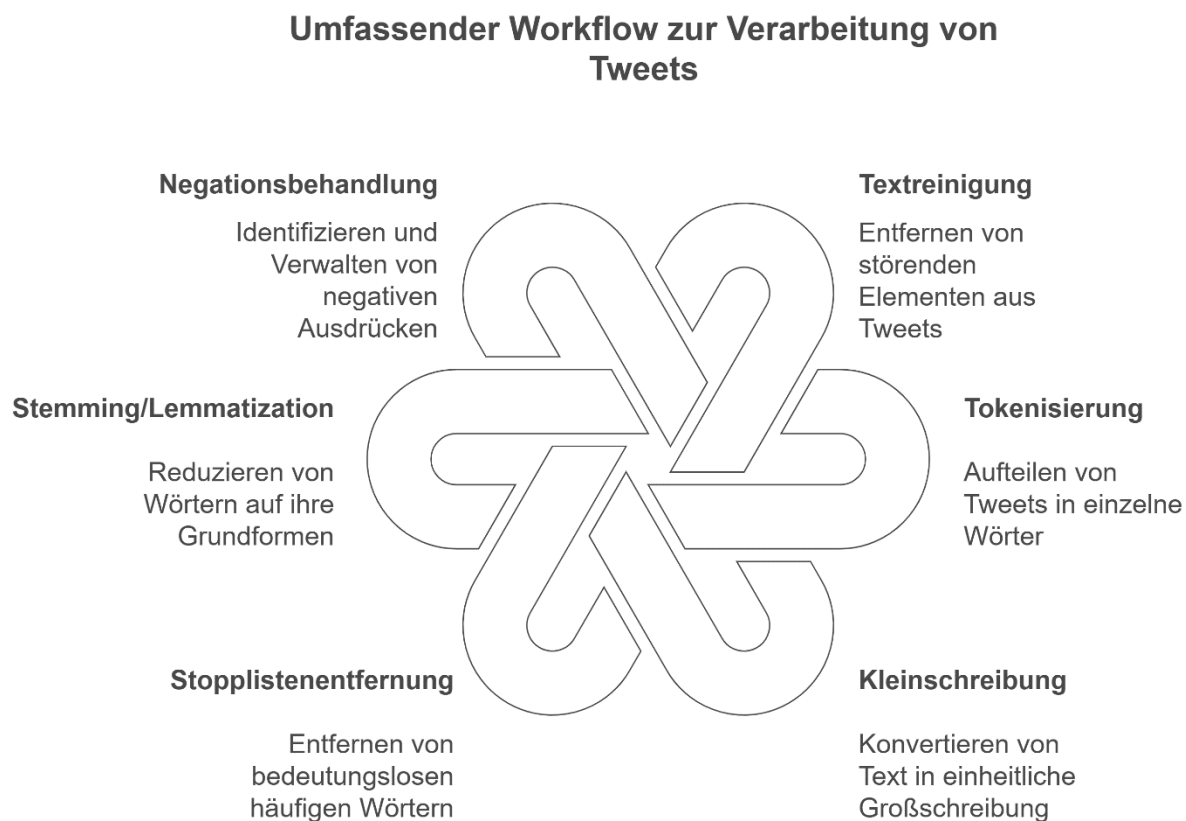 Umfassender Workflow zur Verarbeitung von
Tweets
Negationsbehandlung
Identifizieren und
Verwalten von
negativen
Ausdrücken
Textreinigung
Entfernen von
störenden
Elementen aus
Tweets
Stemming/Lemmatization
Reduzieren von
Wörtern auf ihre
Grundformen
Tokenisierung
Aufteilen von
Tweets in einzelne
Wörter
Stopplistenentfernung
Entfernen von
bedeutungslosen
häufigen Wörtern
Kleinschreibung
Konvertieren von
Text in einheitliche
Großschreibung